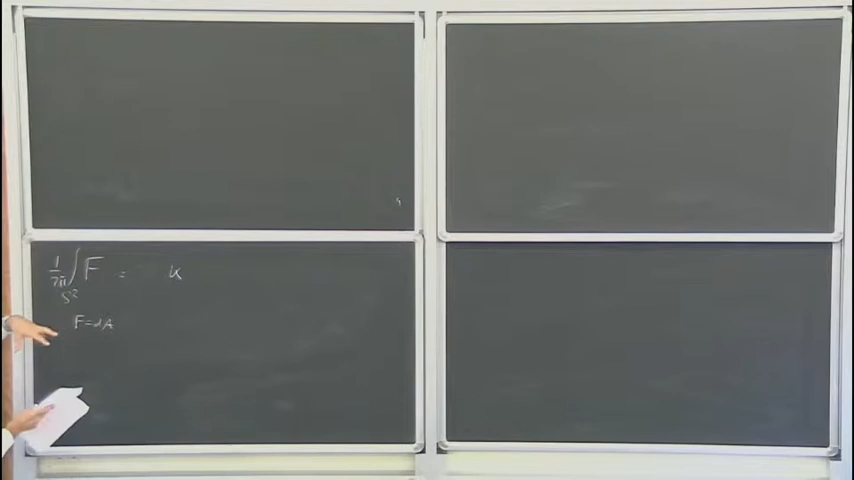 1/2π ∫_{S²} F = k
F=dA